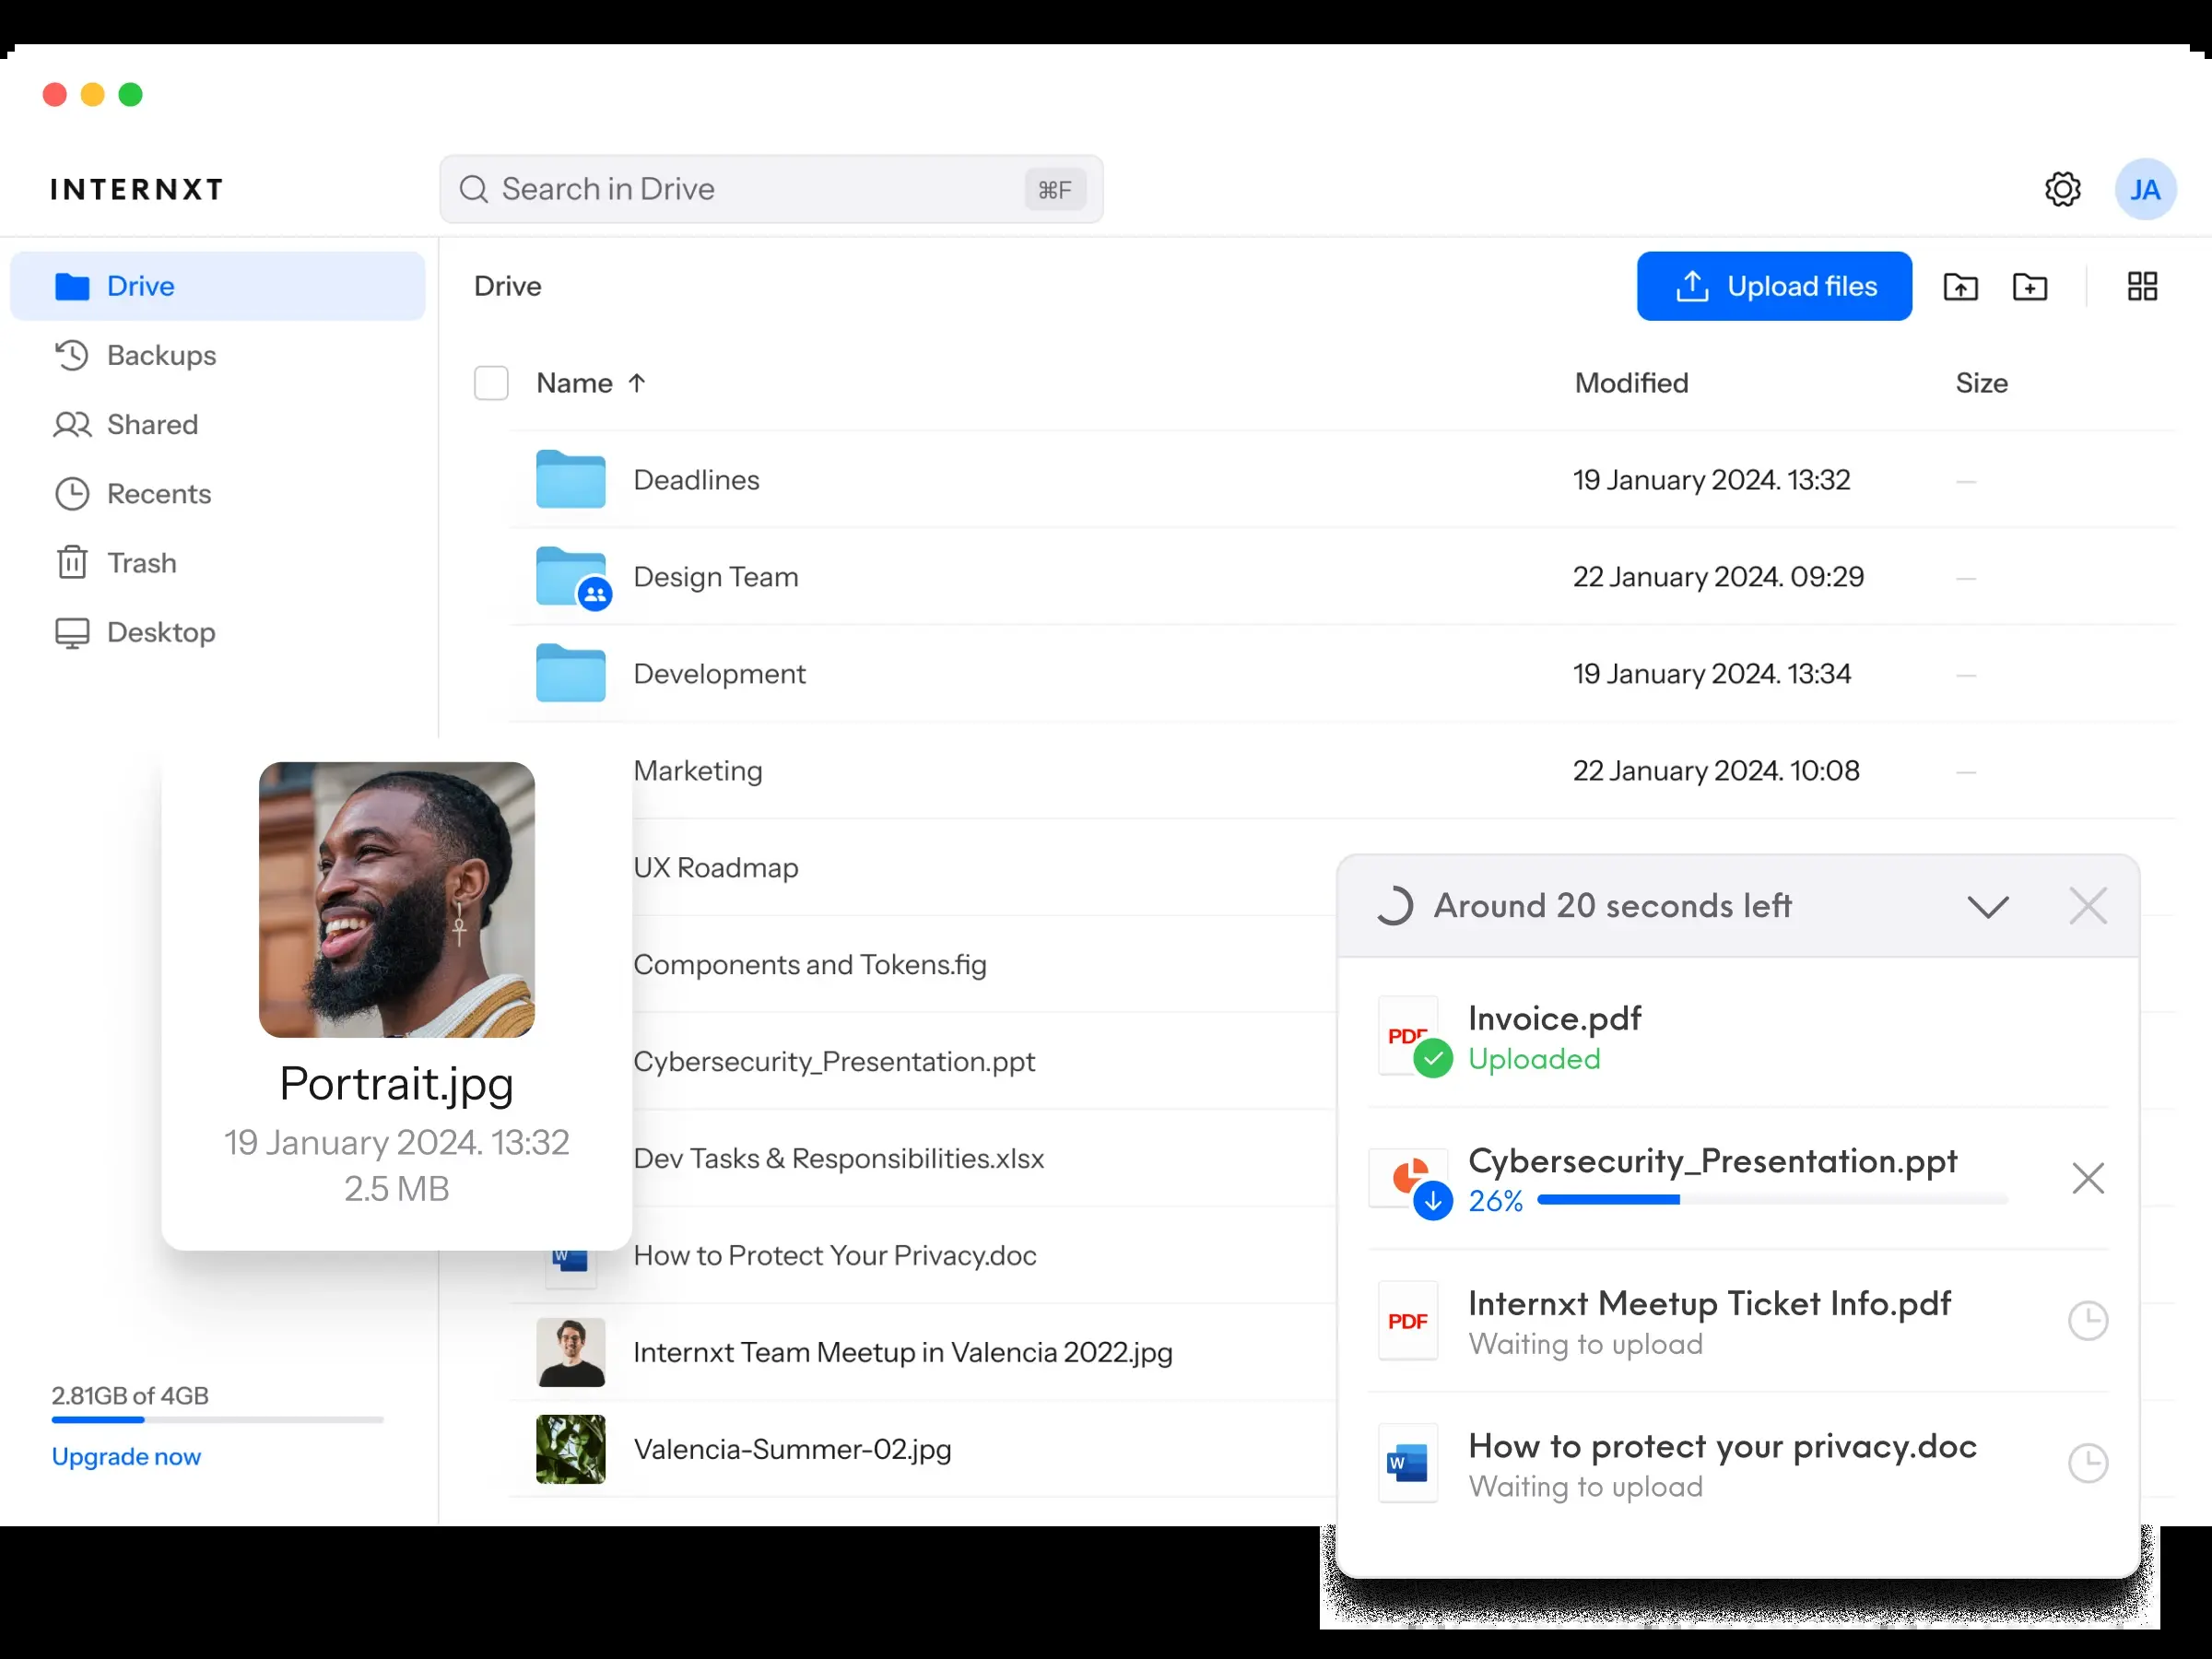 INTERNXT
Search in Drive
⌘F
JA
Drive
Backups
Shared
Recents
Trash
Desktop
Drive
Upload files
Name ↑
Modified
Size
Deadlines
19 January 2024. 13:32
—
Design Team
22 January 2024. 09:29
—
Development
19 January 2024. 13:34
—
Marketing
22 January 2024. 10:08
—
UX Roadmap
Components and Tokens.fig
Cybersecurity_Presentation.ppt
Dev Tasks & Responsibilities.xlsx
W
How to Protect Your Privacy.doc
Internxt Team Meetup in Valencia 2022.jpg
Valencia-Summer-02.jpg
Portrait.jpg
19 January 2024. 13:32
2.5 MB
2.81GB of 4GB
Upgrade now
Around 20 seconds left
PDF
Invoice.pdf
Uploaded
Cybersecurity_Presentation.ppt
26%
PDF
Internxt Meetup Ticket Info.pdf
Waiting to upload
W
How to protect your privacy.doc
Waiting to upload